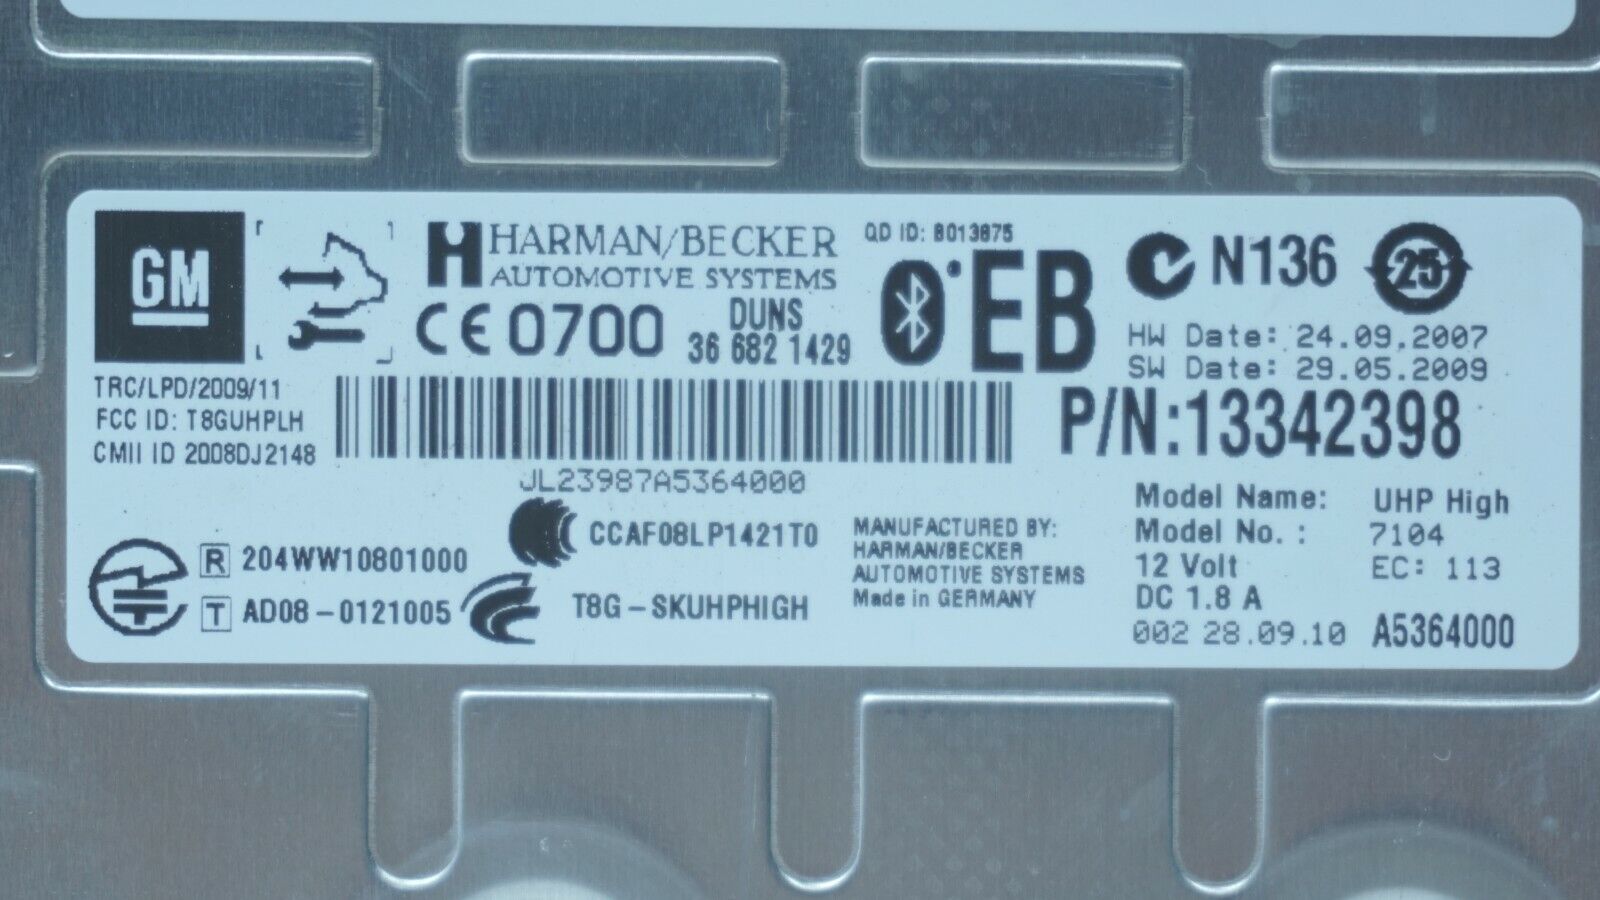 GM
HARMAN/BECKER
AUTOMOTIVE SYSTEMS
CE 0700
DUNS
36 682 1429
QD ID: B013875
EB
N136
25
HW Date: 24.09.2007
SW Date: 29.05.2009
TRC/LPD/2009/11
FCC ID: T8GUHPLH
CMII ID 2008DJ2148
JL23987A5364000
P/N:13342398
R 204WW10801000
T AD08-0121005
CCAF08LP1421T0
T8G-SKUHPHIGH
MANUFACTURED BY:
HARMAN/BECKER
AUTOMOTIVE SYSTEMS
Made in GERMANY
Model Name: UHP High
Model No. : 7104
12 Volt EC: 113
DC 1.8 A
002 28.09.10 A5364000